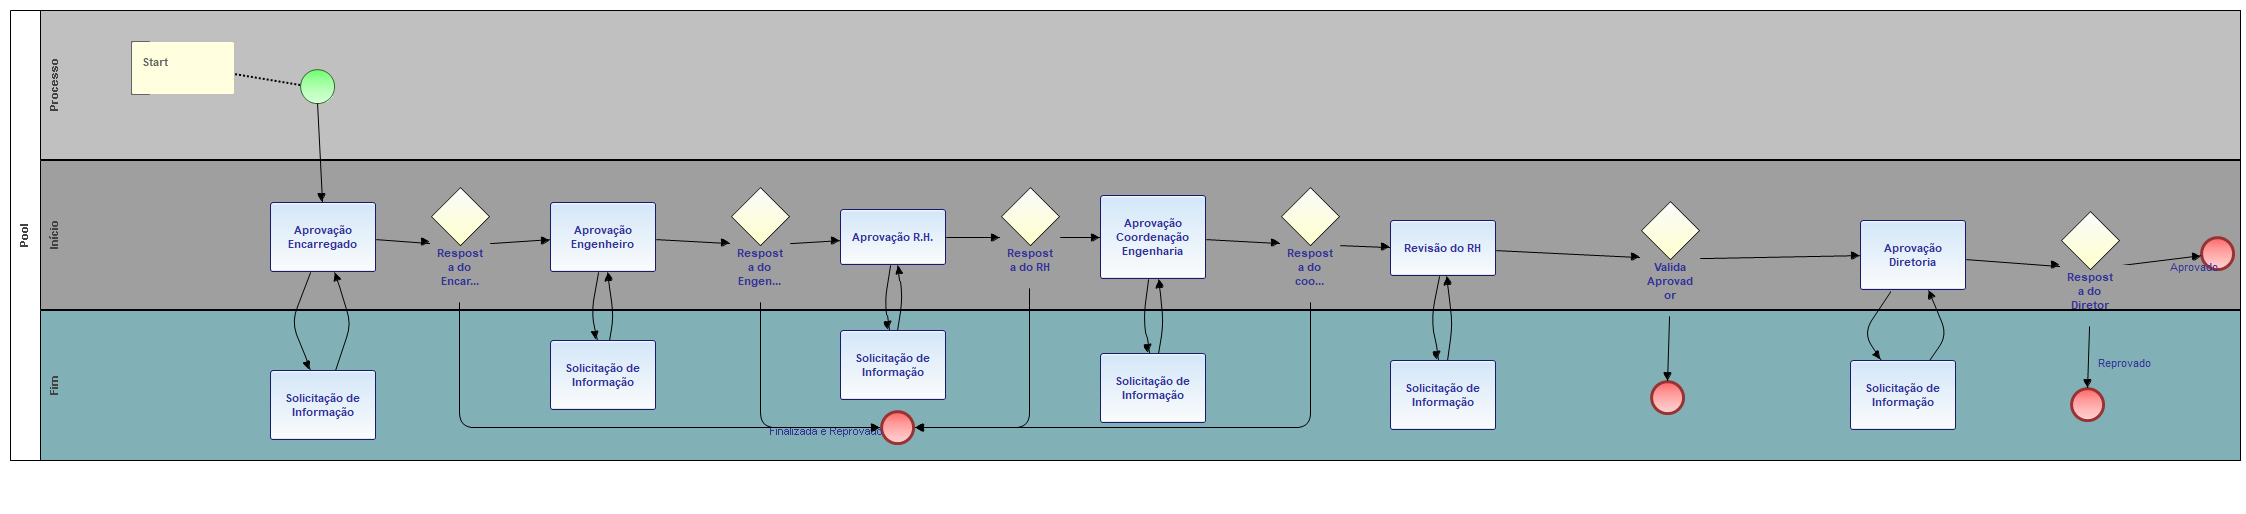 Pool
Processo
Start
Início
Aprovação
Encarregado
Respost
a do
Encar...
Aprovação
Engenheiro
Respost
a do
Engen...
Aprovação R.H.
Respost
a do RH
Aprovação
Coordenação
Engenharia
Respost
a do
coo...
Revisão do RH
Valida
Aprovad
or
Aprovação
Diretoria
Respost
a do
Diretor
Aprovado
Fim
Solicitação de
Informação
Solicitação de
Informação
Solicitação de
Informação
Finalizada e Reprovado
Solicitação de
Informação
Solicitação de
Informação
Solicitação de
Informação
Reprovado